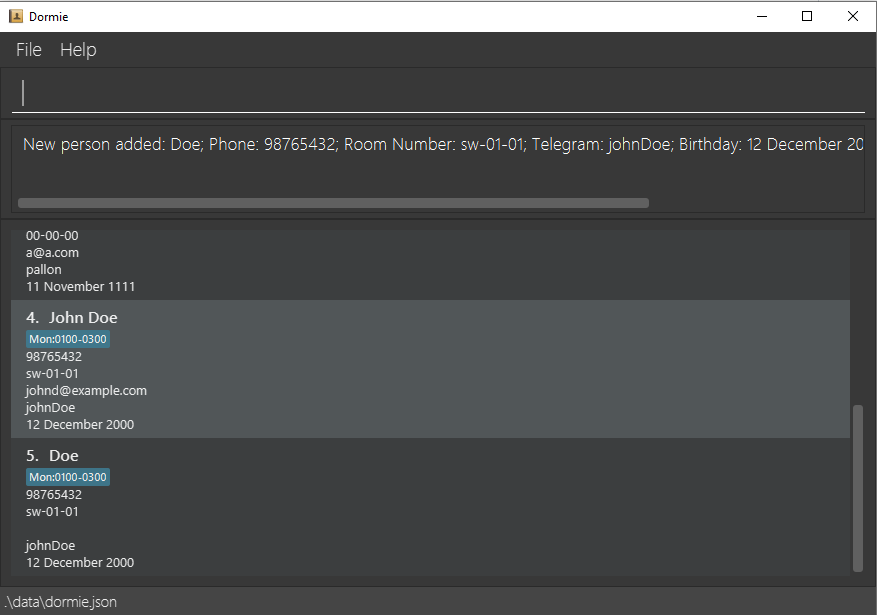 Dormie
File Help
New person added: Doe; Phone: 98765432; Room Number: sw-01-01; Telegram: johnDoe; Birthday: 12 December 20
00-00-00
a@a.com
pallon
11 November 1111
4. John Doe
Mon:0100-0300
98765432
sw-01-01
johnd@example.com
johnDoe
12 December 2000
5. Doe
Mon:0100-0300
98765432
sw-01-01
johnDoe
12 December 2000
.\data\dormie.json